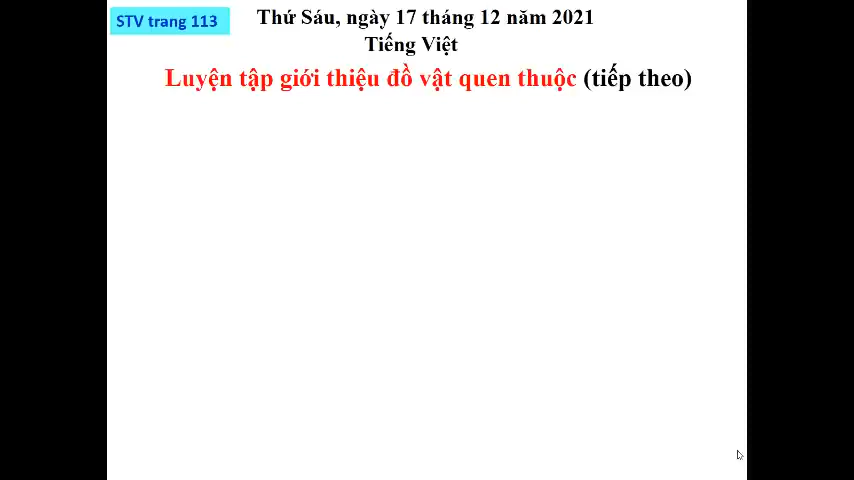 STV trang 113
Thứ Sáu, ngày 17 tháng 12 năm 2021
Tiếng Việt
Luyện tập giới thiệu đồ vật quen thuộc (tiếp theo)